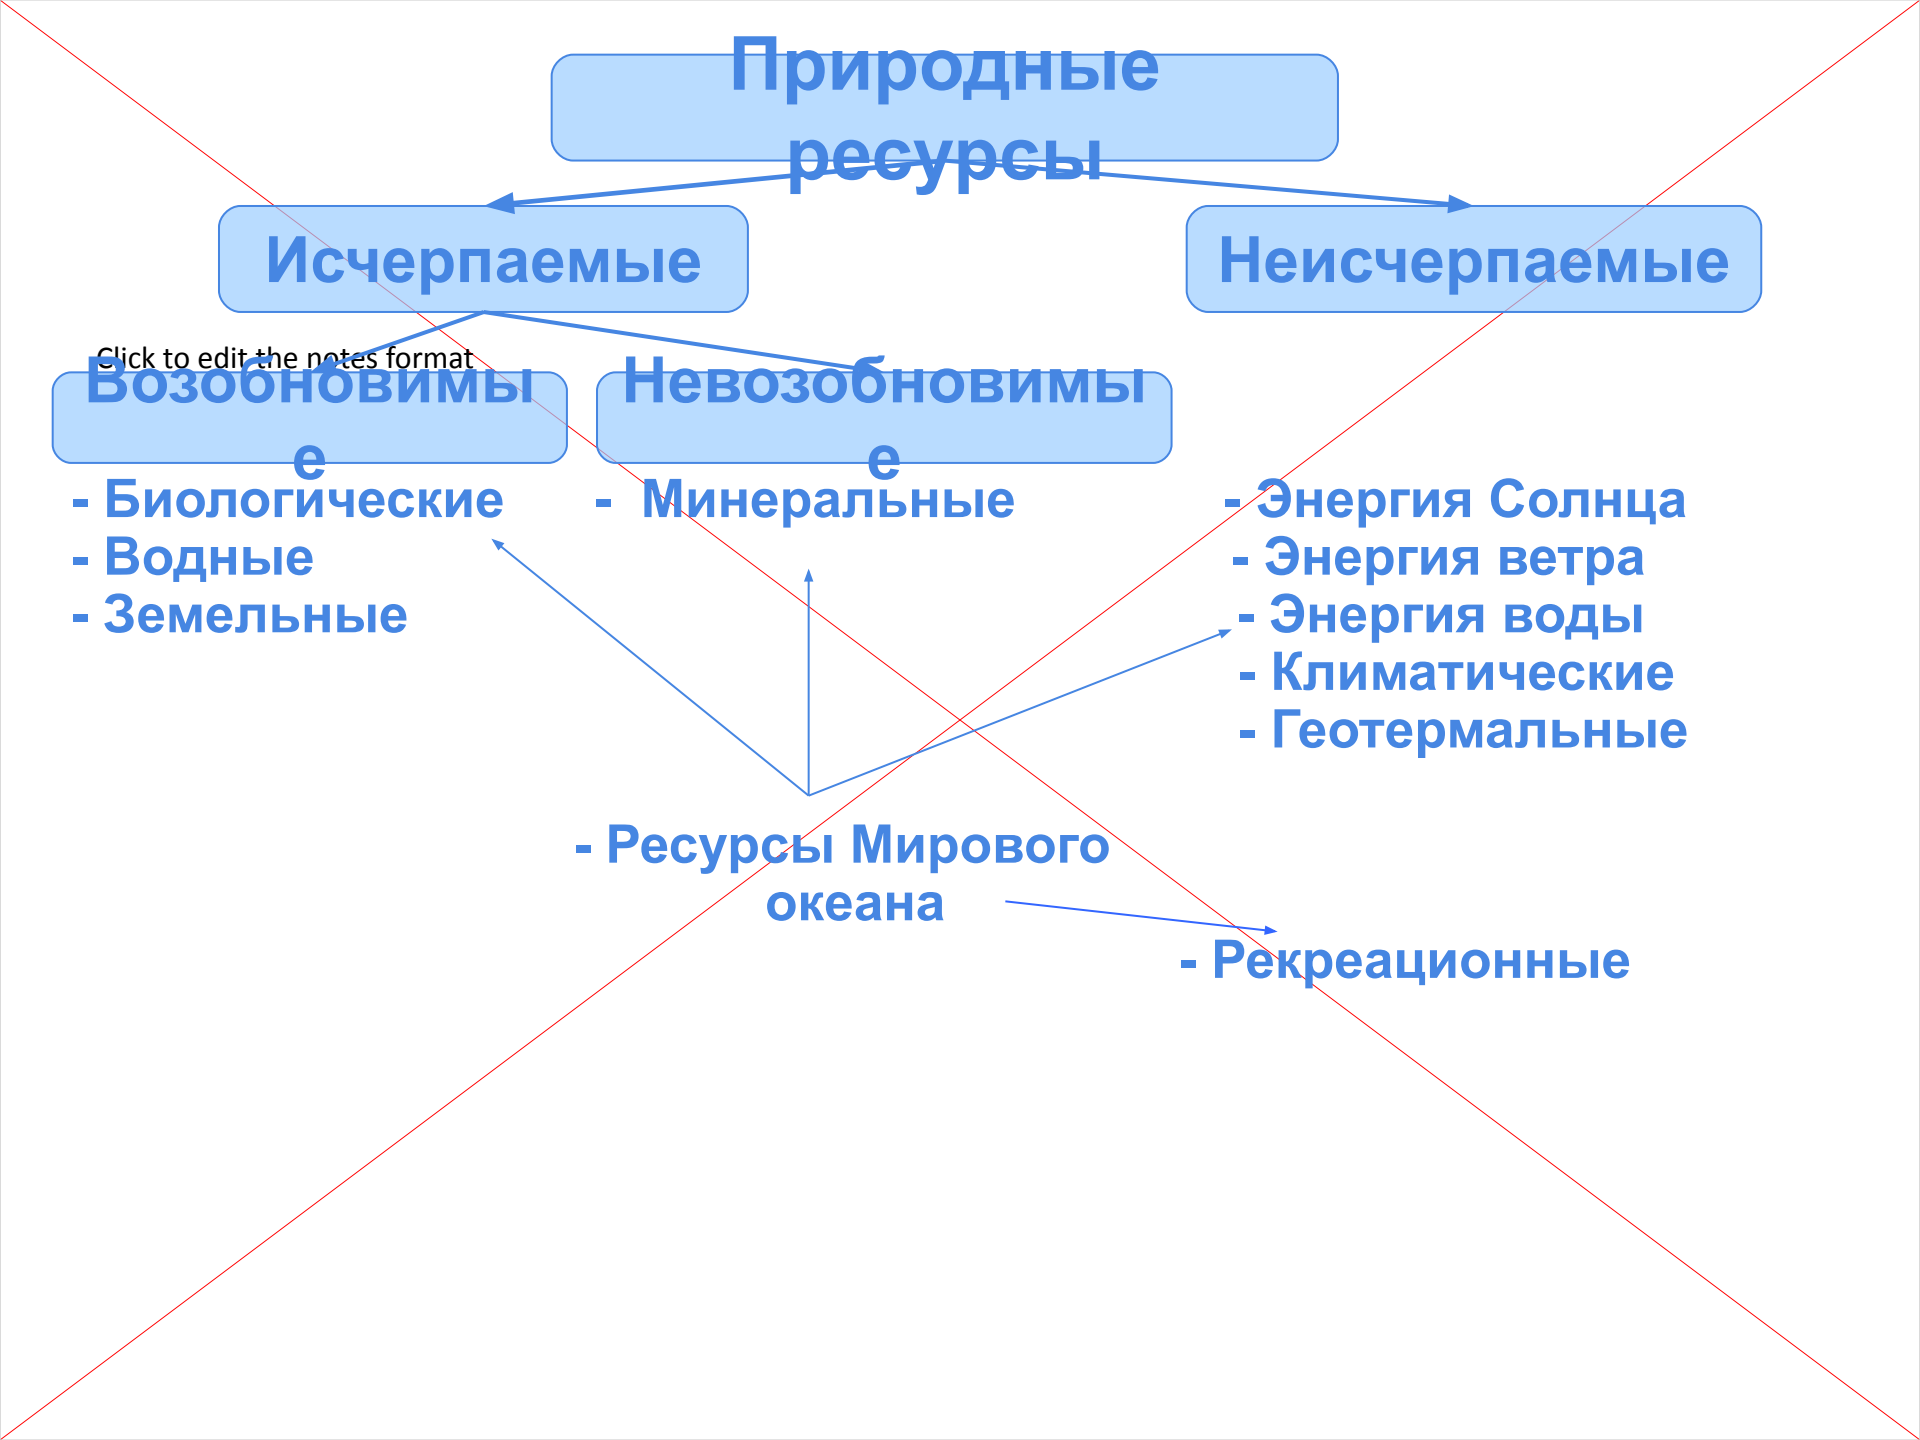 Природные
ресурсы
Исчерпаемые
Неисчерпаемые
Click to edit the notes format
Возобновимы
е
Невозобновимы
е
- Биологические
- Водные
- Земельные
- Минеральные
- Энергия Солнца
- Энергия ветра
- Энергия воды
- Климатические
- Геотермальные
- Ресурсы Мирового
океана
- Рекреационные